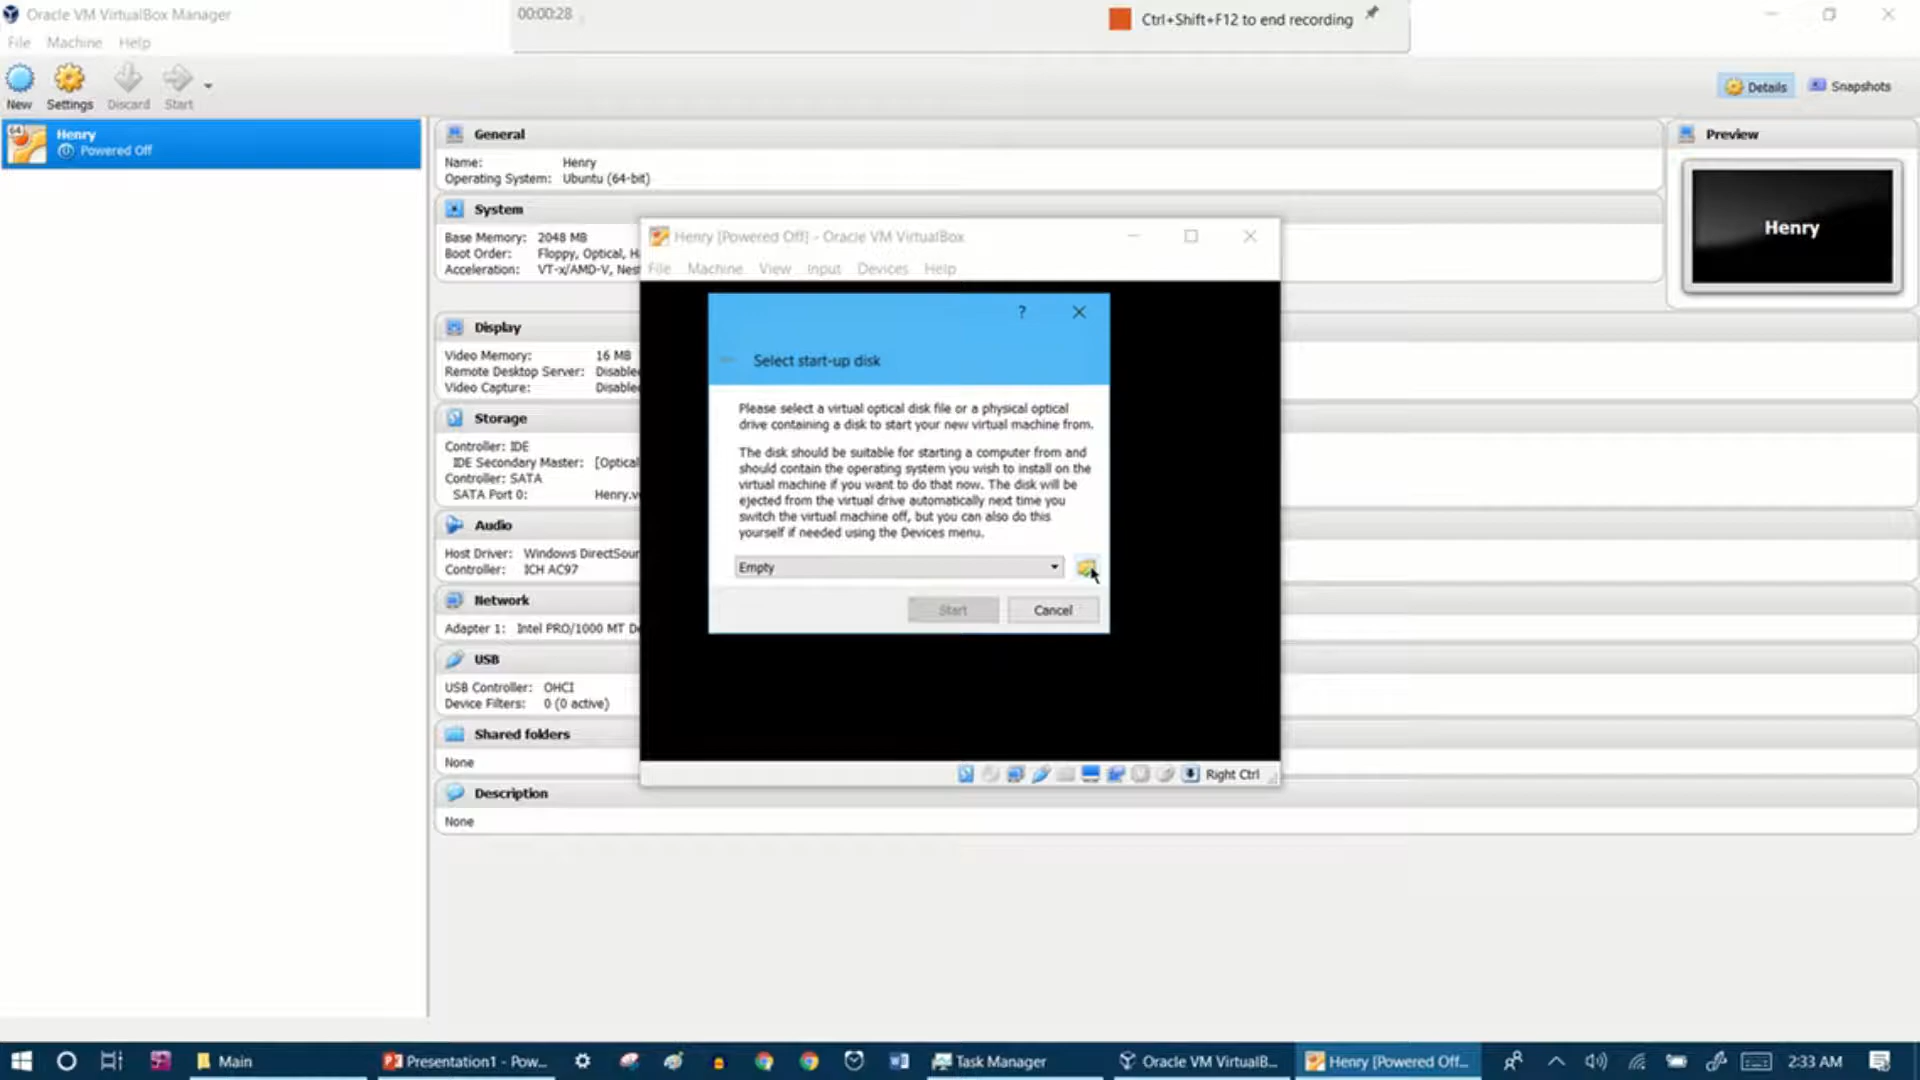 Oracle VM VirtualBox Manager
00:00:28
Ctrl+Shift+F12 to end recording
File Machine Help
New Settings Discard Start
Details Snapshots
64
Henry
Powered Off
General
Name: Henry
Operating System: Ubuntu (64-bit)
Preview
Henry
System
Base Memory: 2048 MB
Boot Order: Floppy, Optical, H
Acceleration: VT-x/AMD-V, Nes
Display
Video Memory: 16 MB
Remote Desktop Server: Disable
Video Capture: Disable
Storage
Controller: IDE
IDE Secondary Master: [Optical
Controller: SATA
SATA Port 0: Henry.v
Audio
Host Driver: Windows DirectSour
Controller: ICH AC97
Network
Adapter 1: Intel PRO/1000 MT De
USB
USB Controller: OHCI
Device Filters: 0 (0 active)
Shared folders
None
Description
None
Henry [Powered Off] - Oracle VM VirtualBox
File Machine View Input Devices Help
?
Select start-up disk
Please select a virtual optical disk file or a physical optical
drive containing a disk to start your new virtual machine from.
The disk should be suitable for starting a computer from and
should contain the operating system you wish to install on the
virtual machine if you want to do that now. The disk will be
ejected from the virtual drive automatically next time you
switch the virtual machine off, but you can also do this
yourself if needed using the Devices menu.
Empty
Start Cancel
Right Ctrl
Main
Presentation1 - Pow...
Task Manager
Oracle VM VirtualB...
Henry [Powered Off...
2:33 AM